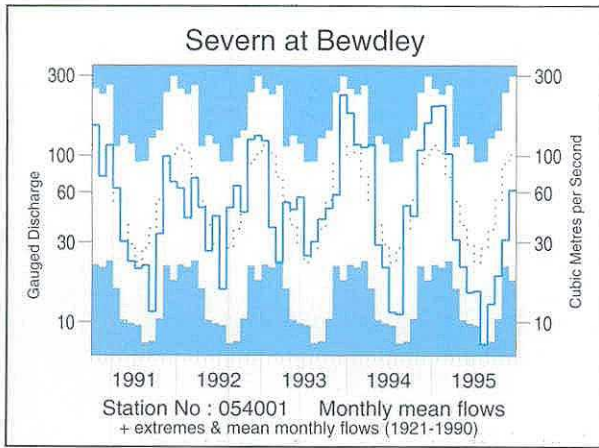 Severn at Bewdley
300
100
60
30
10
Gauged Discharge
300
100
60
30
10
Cubic Metres per Second
1991 1992 1993 1994 1995
Station No : 054001 Monthly mean flows
+ extremes & mean monthly flows (1921-1990)